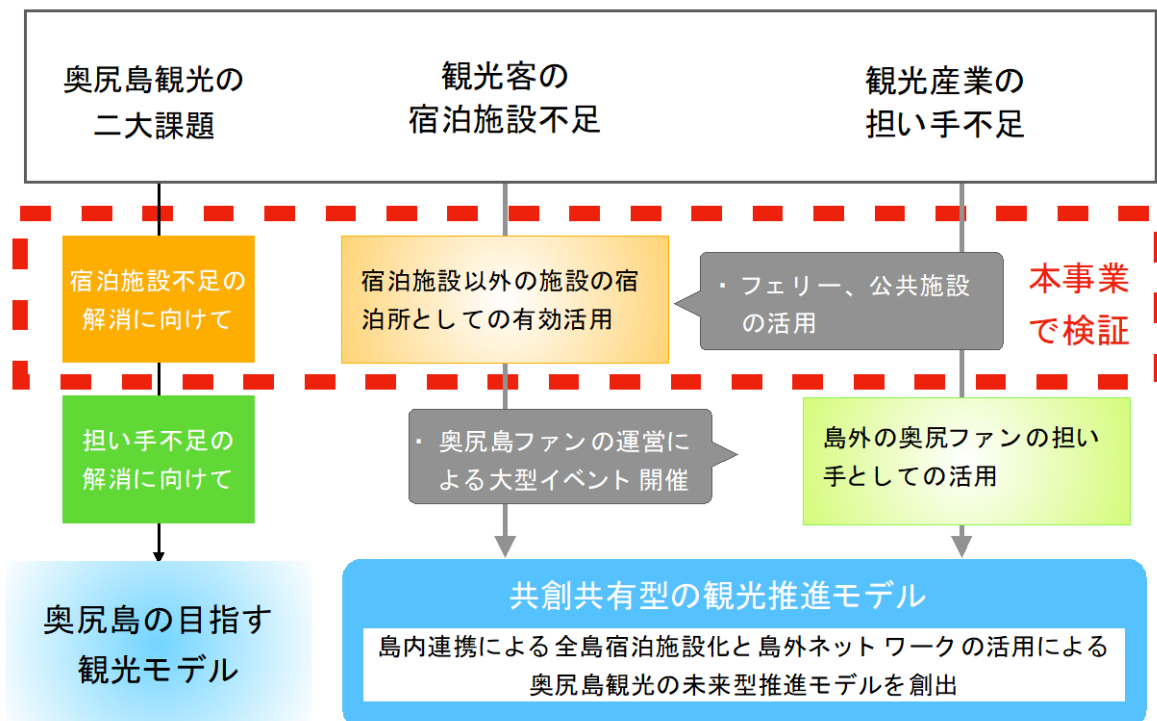 奥尻島観光の
二大課題
観光客の
宿泊施設不足
観光産業の
担い手不足
宿泊施設不足の
解消に向けて
宿泊施設以外の施設の宿
泊所としての有効活用
・フェリー、公共施設
の活用
本事業
で検証
担い手不足の
解消に向けて
・奥尻島ファンの運営に
よる大型イベント開催
島外の奥尻ファンの担い
手としての活用
奥尻島の目指す
観光モデル
共創共有型の観光推進モデル
島内連携による全島宿泊施設化と島外ネットワークの活用による
奥尻島観光の未来型推進モデルを創出